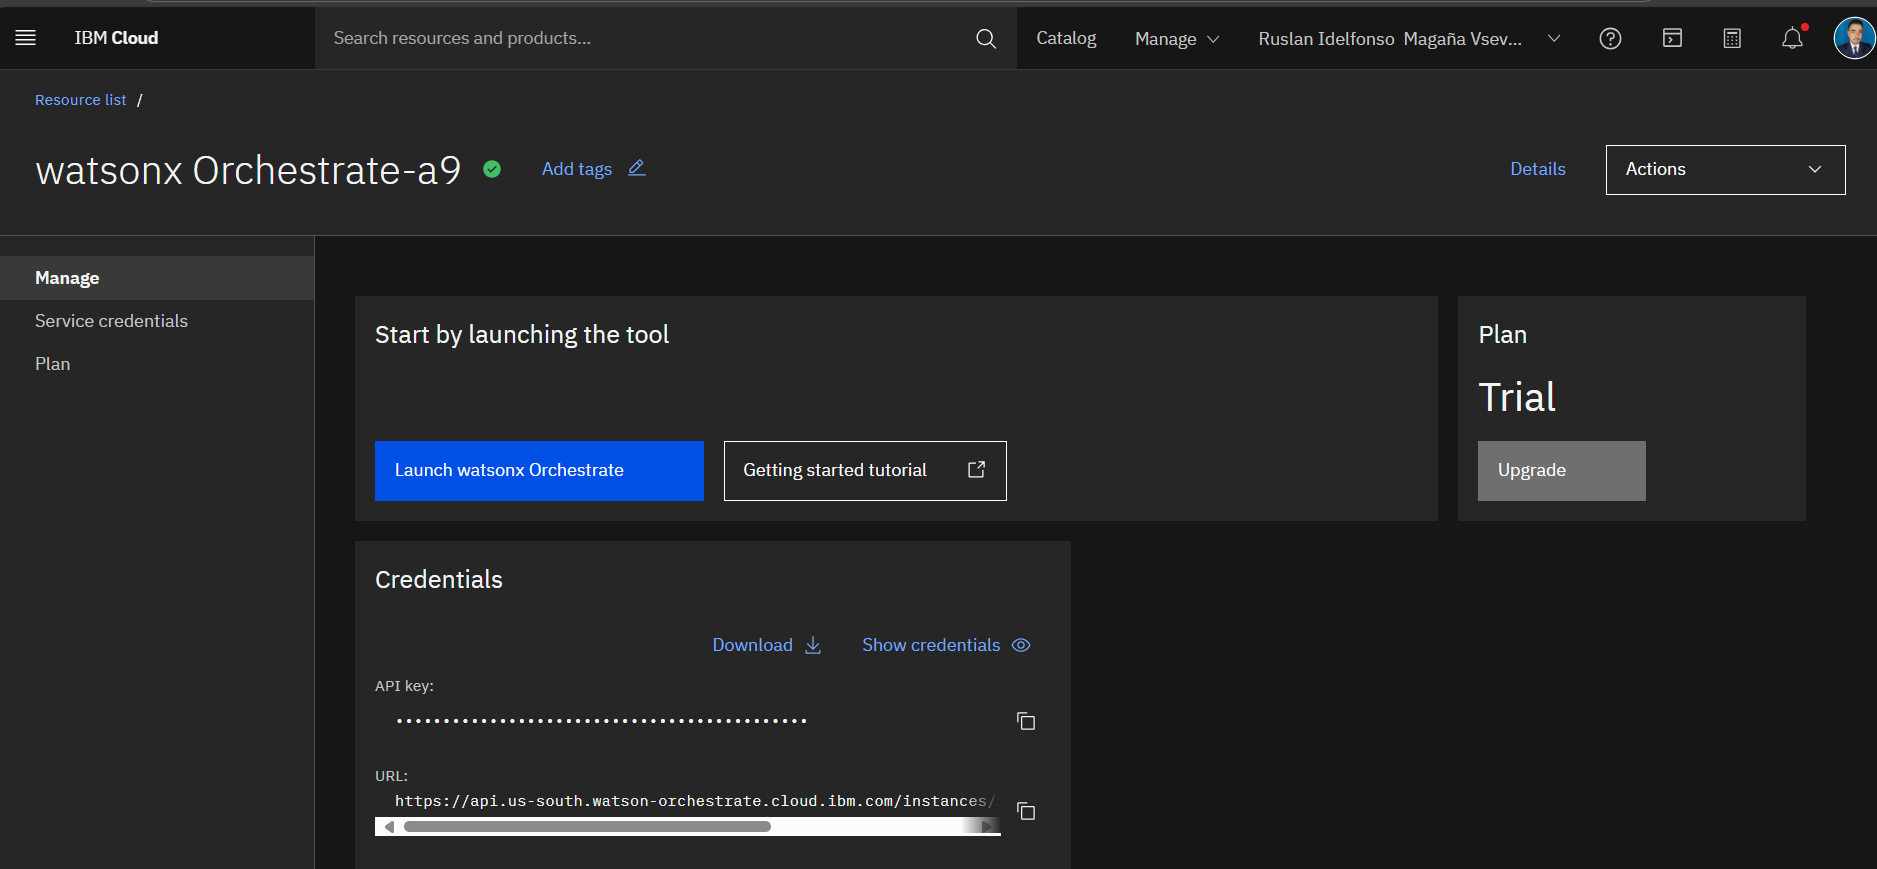 IBM Cloud
Search resources and products...
Catalog
Manage
Ruslan Idelfonso Magaña Vsev...
Resource list /
watsonx Orchestrate-a9
Add tags
Details
Actions
Manage
Service credentials
Plan
Start by launching the tool
Launch watsonx Orchestrate
Getting started tutorial
Plan
Trial
Upgrade
Credentials
Download
Show credentials
API key:
••••••••••••••••••••••••••••••••••••••••••••
URL:
https://api.us-south.watson-orchestrate.cloud.ibm.com/instances/